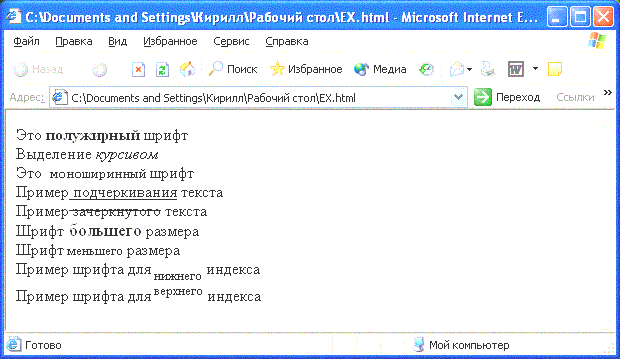 C:\Documents and Settings\Кирилл\Рабочий стол\EX.html - Microsoft Internet E...
Файл Правка Вид Избранное Сервис Справка
Назад Поиск Избранное Медиа
Адрес: C:\Documents and Settings\Кирилл\Рабочий стол\EX.html Переход Ссылки »
Это полужирный шрифт
Выделение курсивом
Это моноширинный шрифт
Пример подчеркивания текста
Пример зачеркнутого текста
Шрифт большего размера
Шрифт меньшего размера
Пример шрифта для нижнего индекса
Пример шрифта для верхнего индекса
Готово Мой компьютер